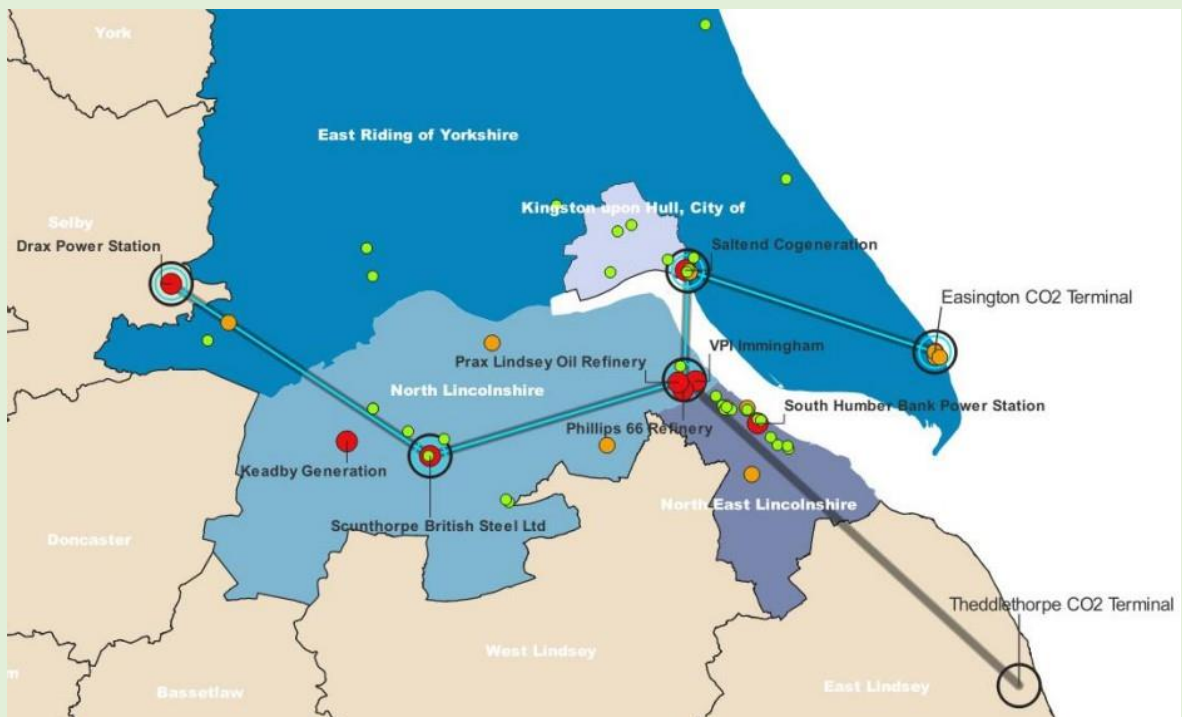 York
East Riding of Yorkshire
Selby
Kingston upon Hull, City of
Drax Power Station
Saltend Cogeneration
Easington CO2 Terminal
VPI Immingham
Prax Lindsey Oil Refinery
North Lincolnshire
South Humber Bank Power Station
Phillips 66 Refinery
Keadby Generation
North East Lincolnshire
Scunthorpe British Steel Ltd
Doncaster
Theddlethorpe CO2 Terminal
West Lindsey
m
Bassetlaw
East Lindsey